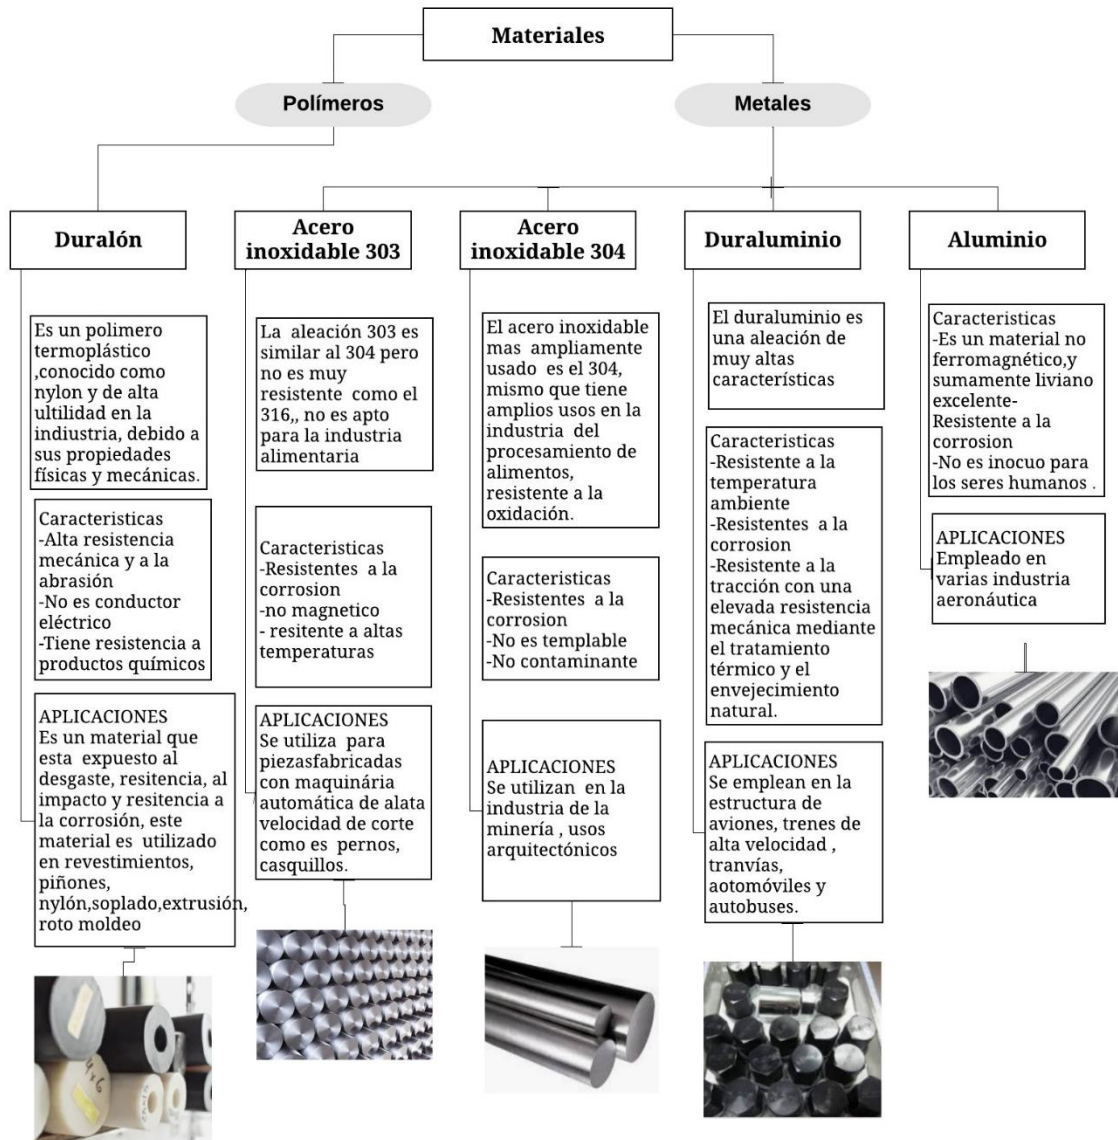 Materiales
Polímeros
Metales
Duralón
Acero
inoxidable 303
Acero
inoxidable 304
Duraluminio
Aluminio
Es un polimero
termoplástico
,conocido como
nylon y de alta
ultilidad en la
indiustria, debido a
sus propiedades
físicas y mecánicas.
Caracteristicas
-Alta resistencia
mecánica y a la
abrasión
-No es conductor
eléctrico
-Tiene resistencia a
productos químicos
APLICACIONES
Es un material que
esta expuesto al
desgaste, resitencia, al
impacto y resitencia a
la corrosión, este
material es utilizado
en revestimientos,
piñones,
nylón,soplado,extrusión,
roto moldeo
La aleación 303 es
similar al 304 pero
no es muy
resistente como el
316,, no es apto
para la industria
alimentaria
Caracteristicas
-Resistentes a la
corrosion
-no magnetico
- resitente a altas
temperaturas
APLICACIONES
Se utiliza para
piezasfabricadas
con maquinária
automática de alata
velocidad de corte
como es pernos,
casquillos.
El acero inoxidable
mas ampliamente
usado es el 304,
mismo que tiene
amplios usos en la
industria del
procesamiento de
alimentos,
resistente a la
oxidación.
Caracteristicas
-Resistentes a la
corrosion
-No es templable
-No contaminante
APLICACIONES
Se utilizan en la
industria de la
minería , usos
arquitectónicos
El duraluminio es
una aleación de
muy altas
características
Caracteristicas
-Resistente a la
temperatura
ambiente
-Resistentes a la
corrosion
-Resistente a la
tracción con una
elevada resistencia
mecánica mediante
el tratamiento
térmico y el
envejecimiento
natural.
APLICACIONES
Se emplean en la
estructura de
aviones, trenes de
alta velocidad ,
tranvías,
aotomóviles y
autobuses.
Caracteristicas
-Es un material no
ferromagnético,y
sumamente liviano
excelente-
Resistente a la
corrosion
-No es inocuo para
los seres humanos .
APLICACIONES
Empleado en
varias industria
aeronáutica